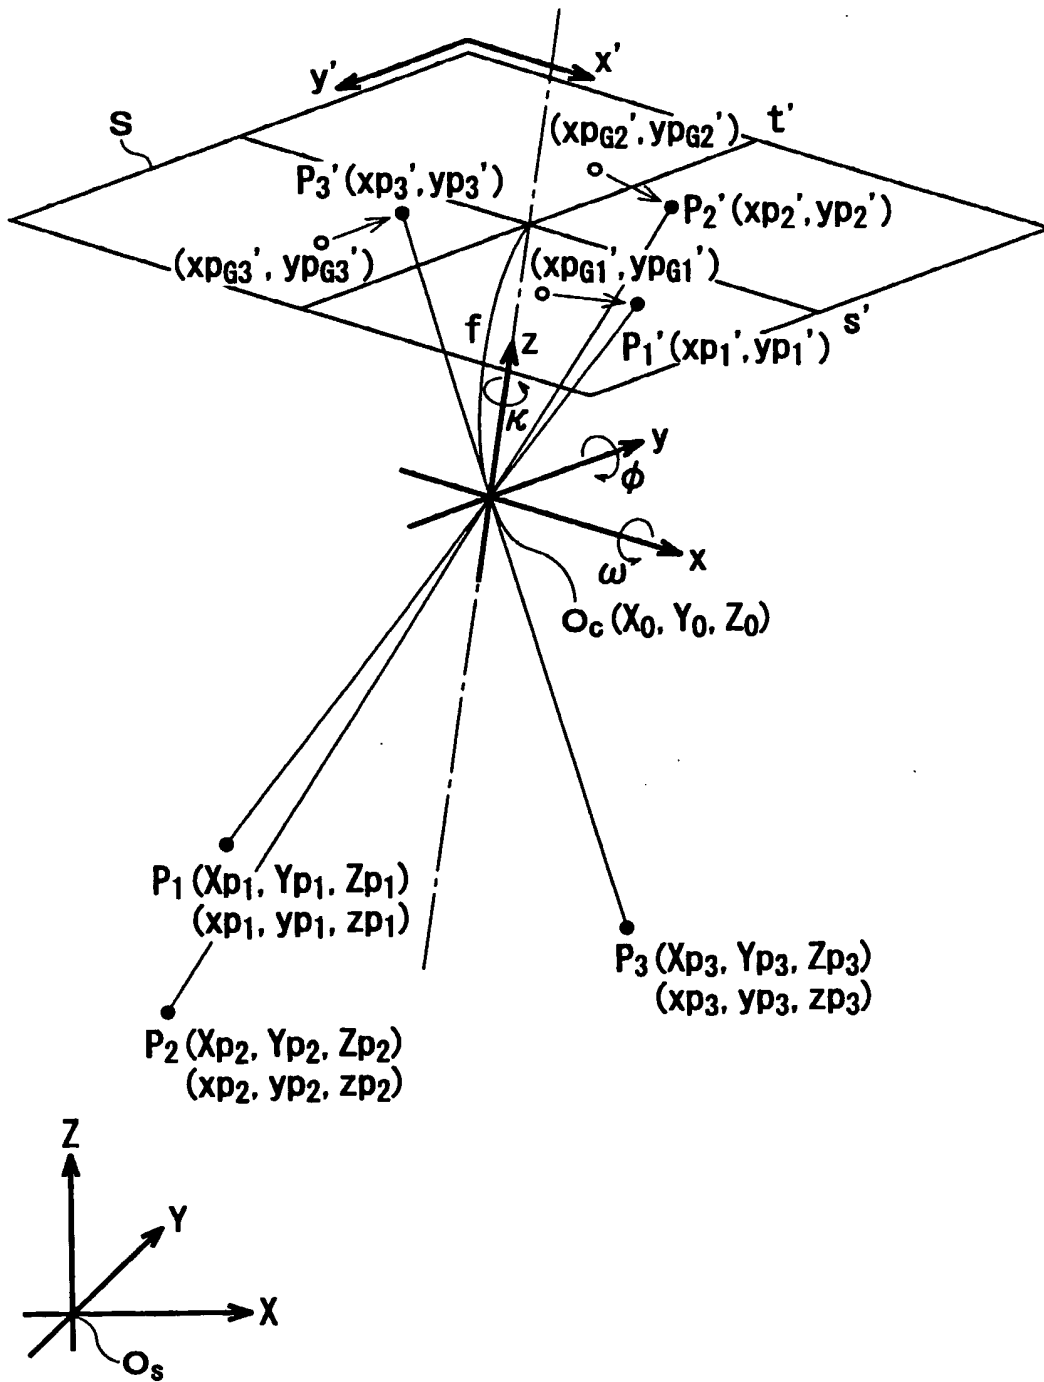 x'
y'
S
t'
(xpG2', ypG2')
P3'(xp3', yp3')
P2'(xp2', yp2')
(xpG3', ypG3')
(xpG1', ypG1')
s'
f
z
P1'(xp1', yp1')
κ
y
φ
x
ω
Oc (X0, Y0, Z0)
P1 (Xp1, Yp1, Zp1)
(xp1, yp1, zp1)
P3 (Xp3, Yp3, Zp3)
(xp3, yp3, zp3)
P2 (Xp2, Yp2, Zp2)
(xp2, yp2, zp2)
Z
Y
X
Os